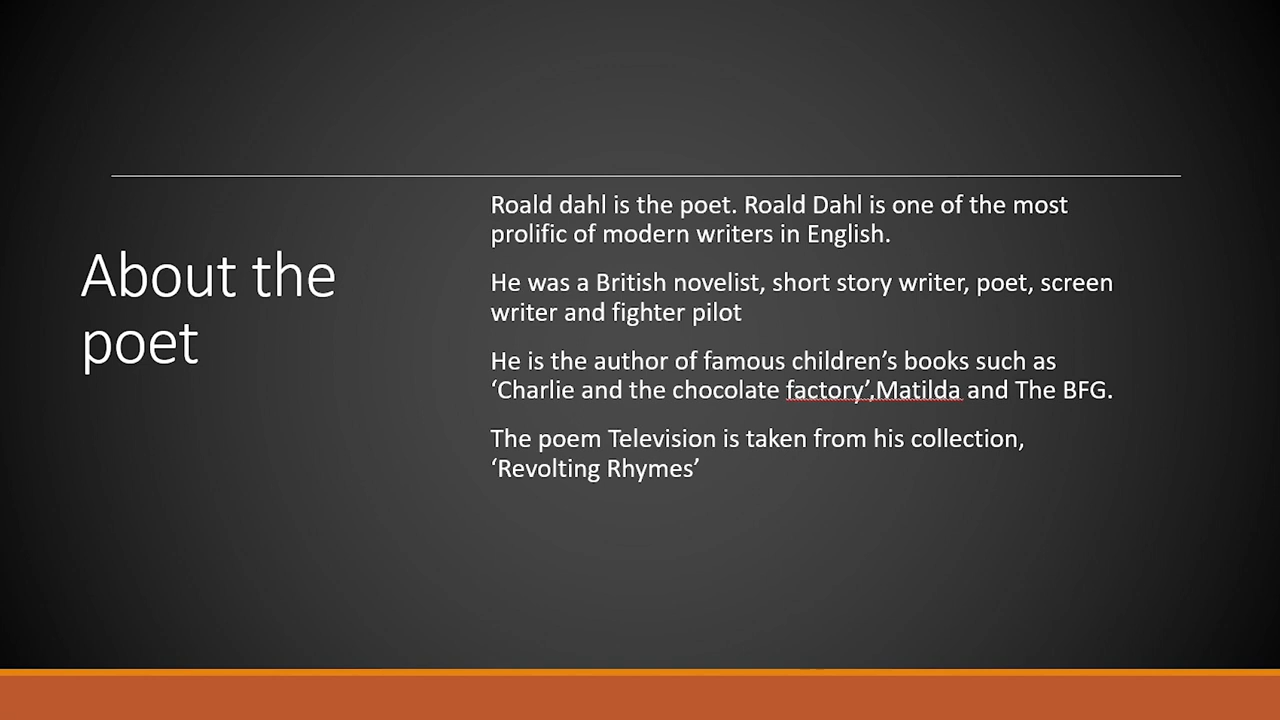 About the
poet
Roald dahl is the poet. Roald Dahl is one of the most
prolific of modern writers in English.
He was a British novelist, short story writer, poet, screen
writer and fighter pilot
He is the author of famous children’s books such as
‘Charlie and the chocolate factory’,Matilda and The BFG.
The poem Television is taken from his collection,
‘Revolting Rhymes’